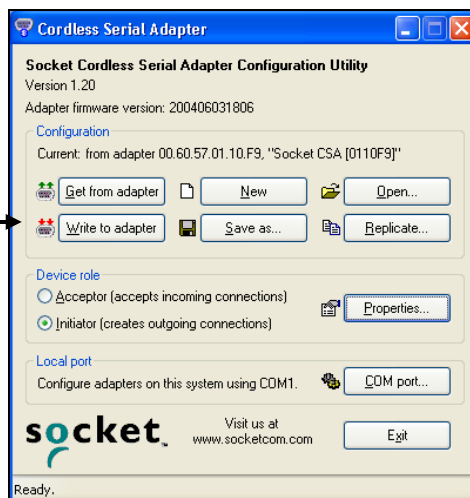 Cordless Serial Adapter
Socket Cordless Serial Adapter Configuration Utility
Version 1.20
Adapter firmware version: 200406031806
Configuration
Current: from adapter 00.60.57.01.10.F9, "Socket CSA [0110F9]"
Get from adapter New Open...
Write to adapter Save as... Replicate...
Device role
Acceptor (accepts incoming connections)
Initiator (creates outgoing connections)
Properties...
Local port
Configure adapters on this system using COM1. COM port...
socket
Visit us at
www.socketcom.com
Exit
Ready.